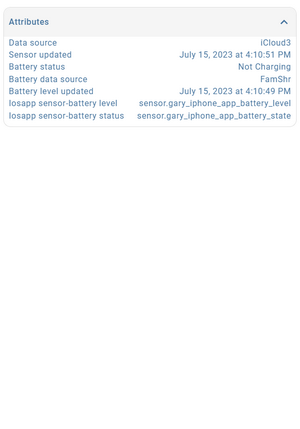 Attributes
Data source iCloud3
Sensor updated July 15, 2023 at 4:10:51 PM
Battery status Not Charging
Battery data source FamShr
Battery level updated July 15, 2023 at 4:10:49 PM
Iosapp sensor-battery level sensor.gary_iphone_app_battery_level
Iosapp sensor-battery status sensor.gary_iphone_app_battery_state